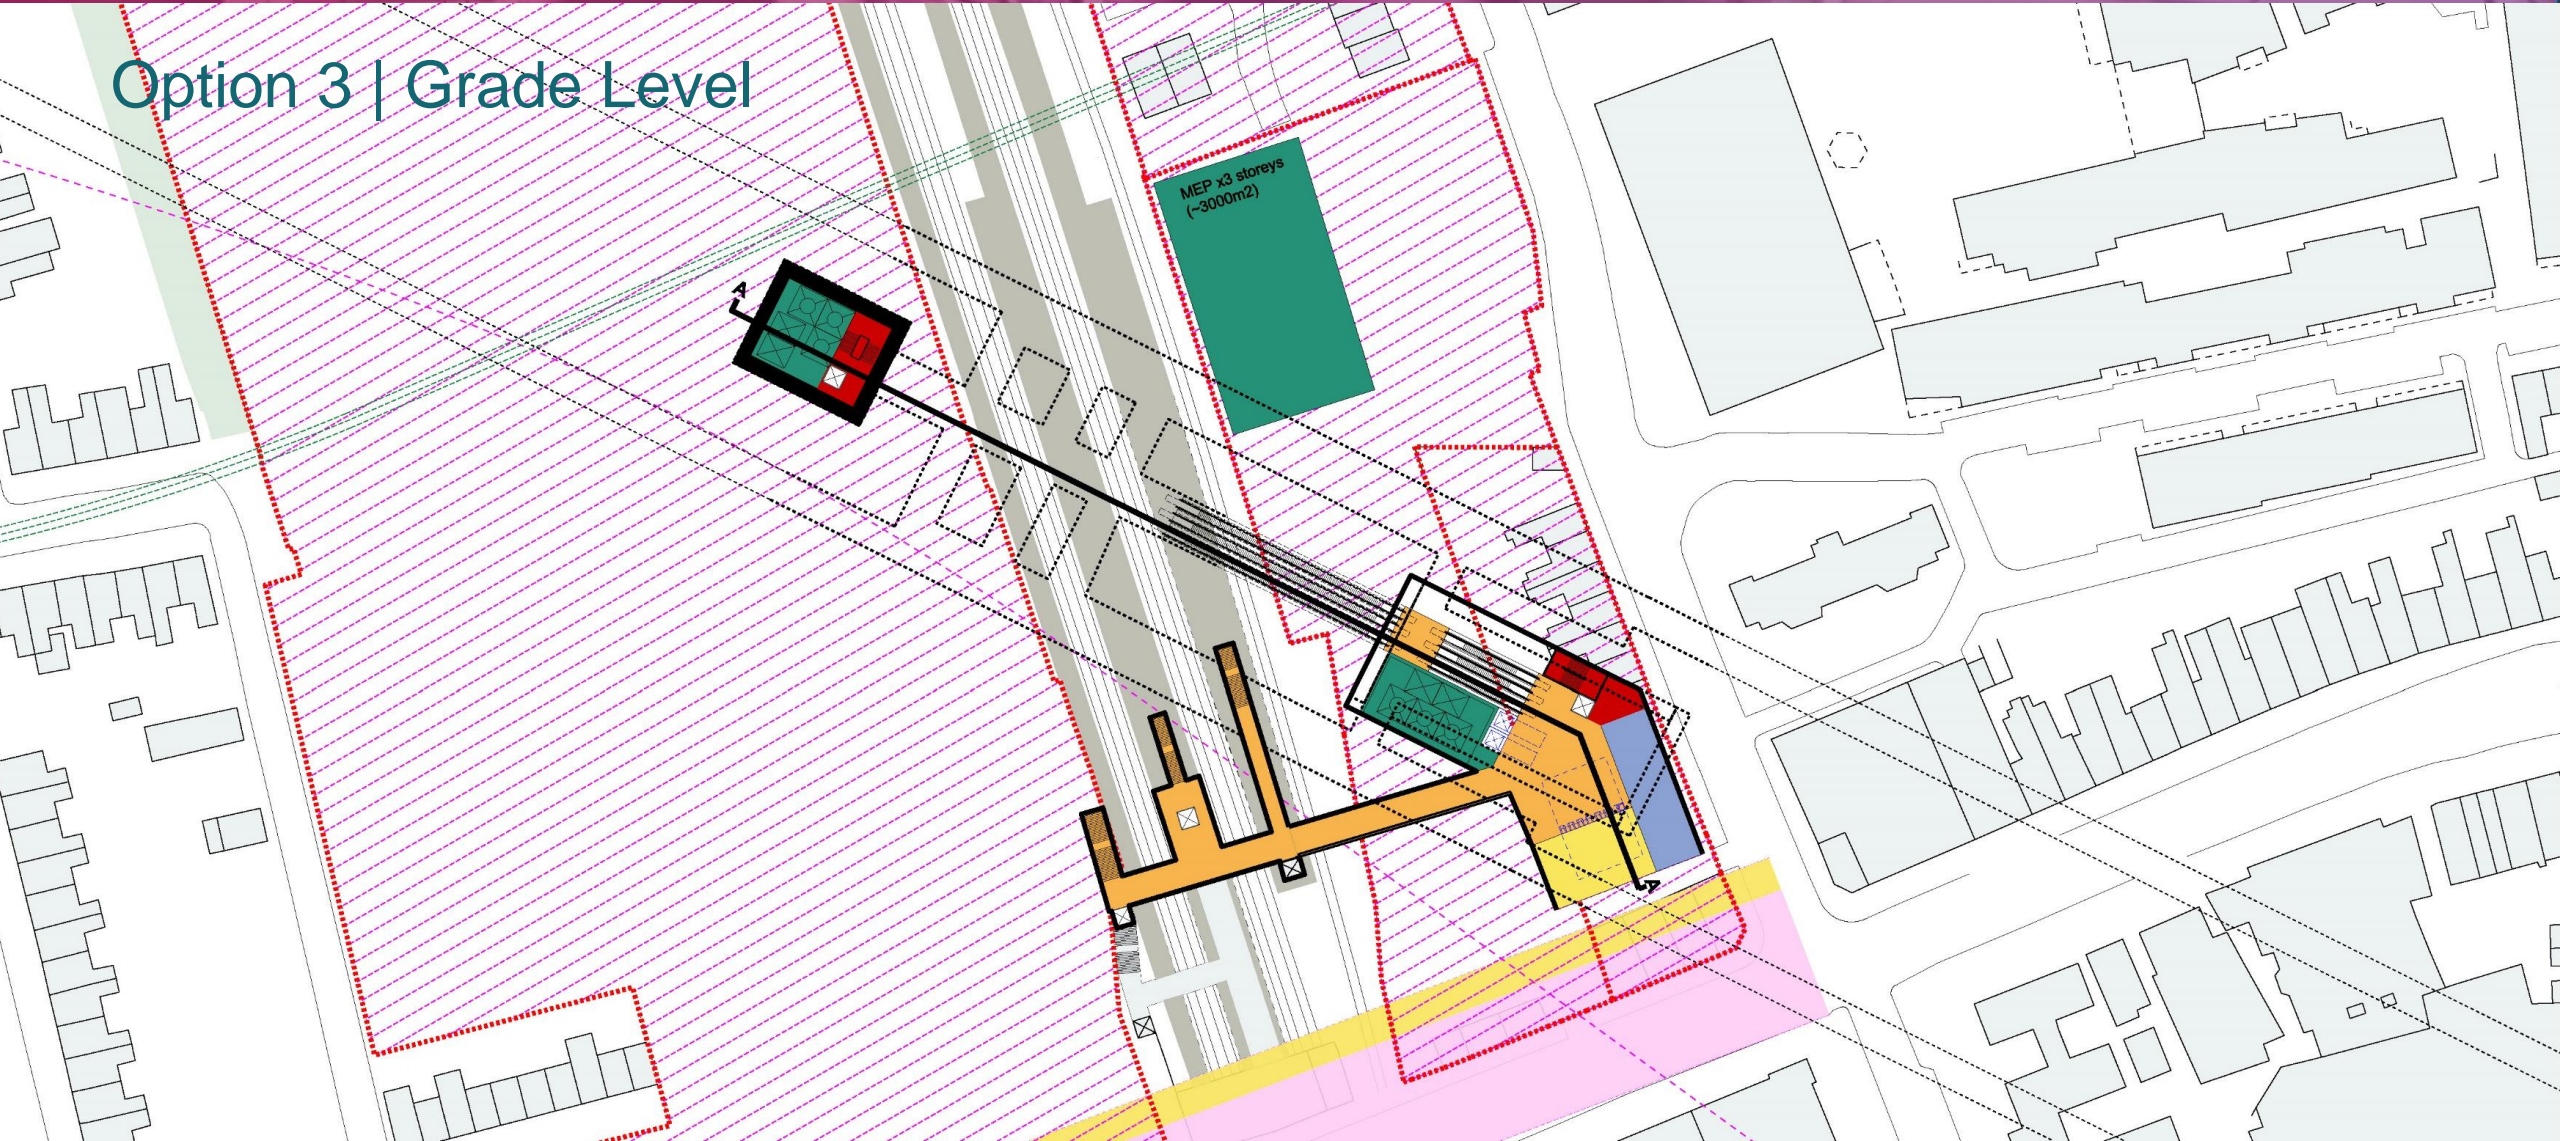 Option 3 | Grade Level
MEP x3 storeys
(~3000m2)
A
A